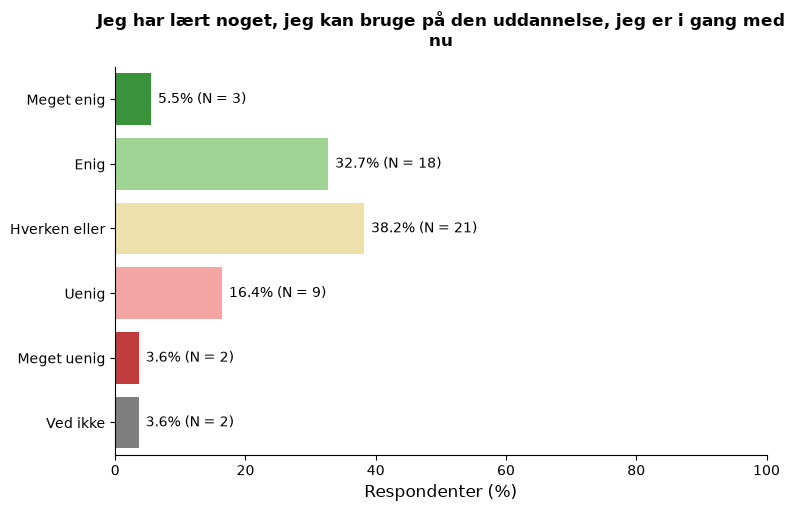 Jeg har lært noget, jeg kan bruge på den uddannelse, jeg er i gang med
nu
Meget enig
5.5% (N = 3)
Enig
32.7% (N = 18)
Hverken eller
38.2% (N = 21)
Uenig
16.4% (N = 9)
Meget uenig
3.6% (N = 2)
Ved ikke
3.6% (N = 2)
0 20 40 60 80 100
Respondenter (%)